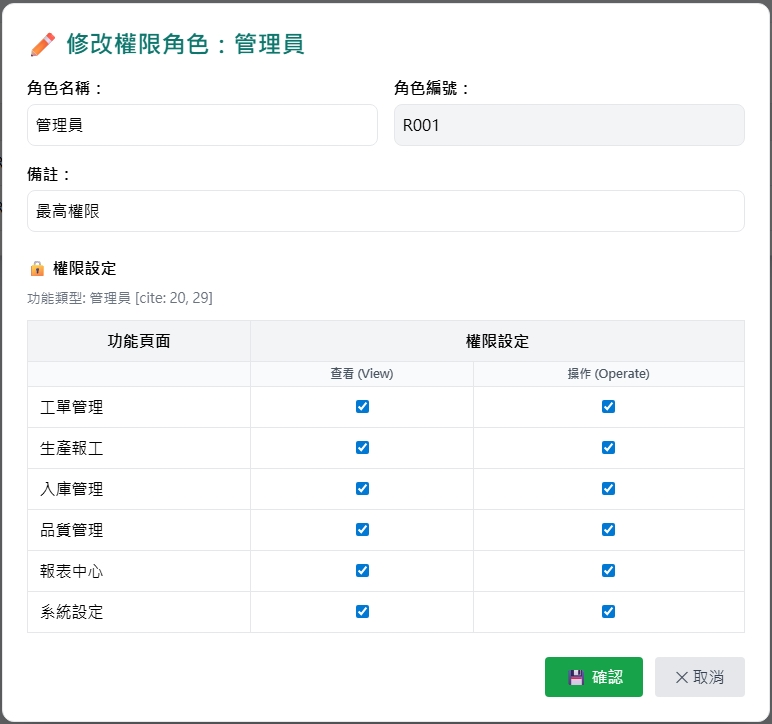 修改權限角色：管理員
角色名稱： 角色編號：
管理員 R001
備註：
最高權限
權限設定
功能類型: 管理員 [cite: 20, 29]
功能頁面 權限設定
查看 (View) 操作 (Operate)
工單管理
生產報工
入庫管理
品質管理
報表中心
系統設定
確認 ✕取消